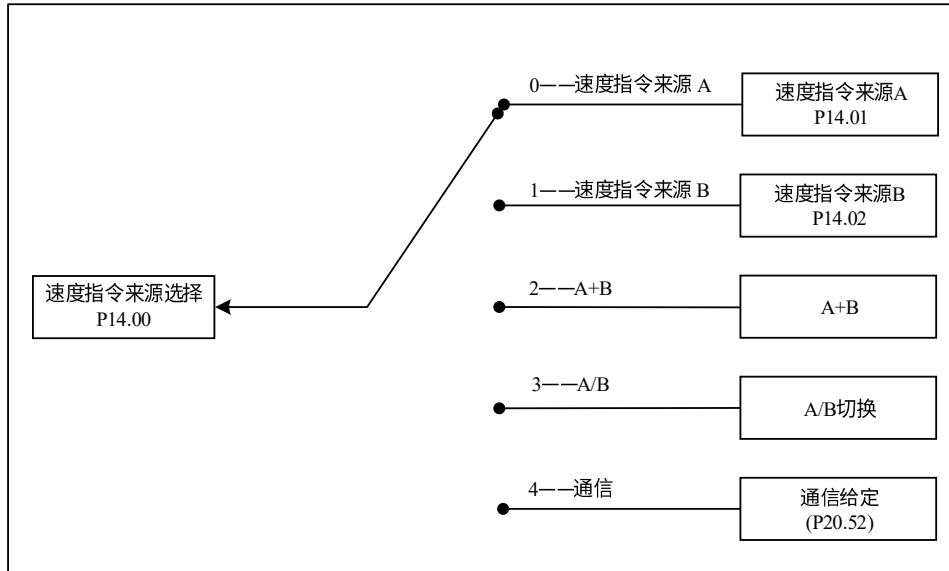 0——速度指令来源 A
速度指令来源A
P14.01
1——速度指令来源 B
速度指令来源B
P14.02
速度指令来源选择
P14.00
2——A+B
A+B
3——A/B
A/B切换
4——通信
通信给定
(P20.52)